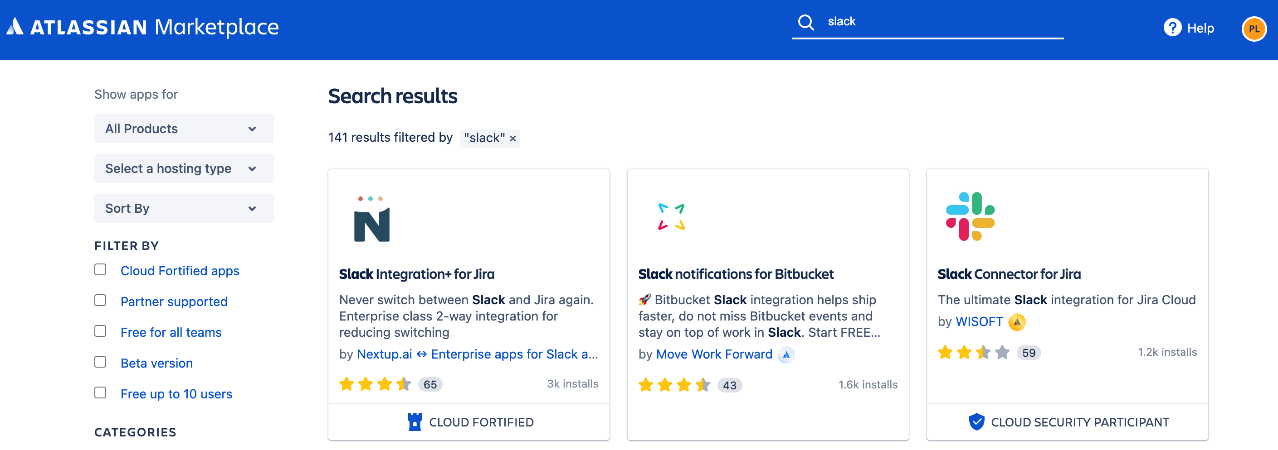 ATLASSIAN Marketplace
slack
Help
PL
Show apps for
All Products
Select a hosting type
Sort By
FILTER BY
Cloud Fortified apps
Partner supported
Free for all teams
Beta version
Free up to 10 users
CATEGORIES
Search results
141 results filtered by "slack" ×
Slack Integration+ for Jira
Never switch between Slack and Jira again.
Enterprise class 2-way integration for
reducing switching
by Nextup.ai ↔ Enterprise apps for Slack a...
65
3k installs
CLOUD FORTIFIED
Slack notifications for Bitbucket
🚀 Bitbucket Slack integration helps ship
faster, do not miss Bitbucket events and
stay on top of work in Slack. Start FREE...
by Move Work Forward
43
1.6k installs
Slack Connector for Jira
The ultimate Slack integration for Jira Cloud
by WISOFT
59
1.2k installs
CLOUD SECURITY PARTICIPANT